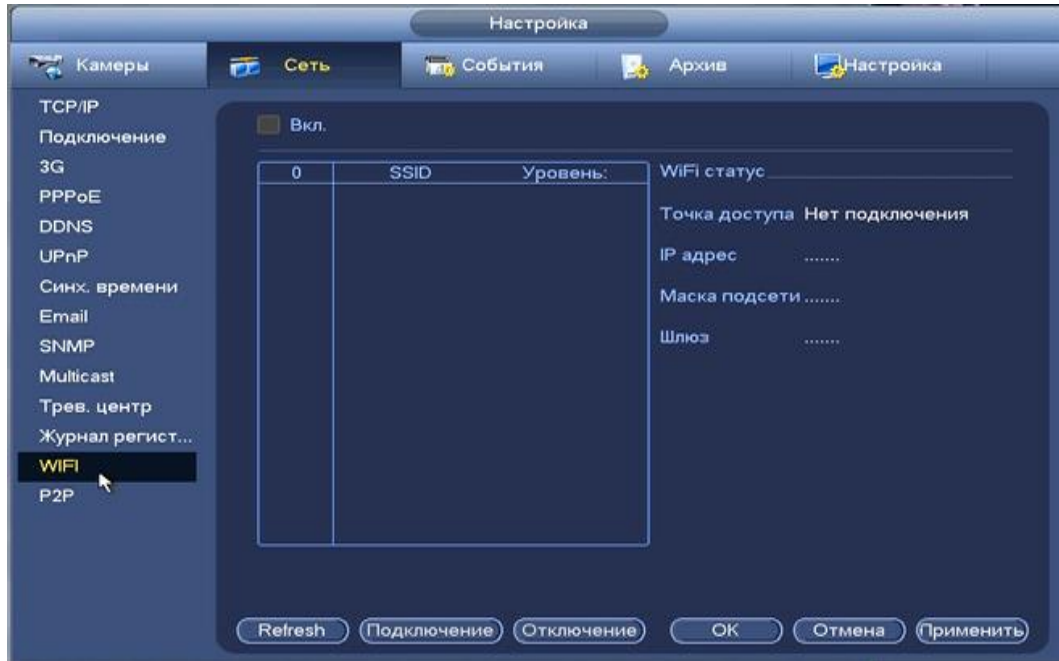 Настройка
Камеры Сеть События Архив Настройка
TCP/IP
Подключение
3G
PPPoE
DDNS
UPnP
Синх. времени
Email
SNMP
Multicast
Трев. центр
Журнал регист...
WIFI
P2P
Вкл.
0 SSID Уровень:
WiFi статус
Точка доступа Нет подключения
IP адрес .......
Маска подсети .......
Шлюз .......
Refresh Подключение Отключение OK Отмена Применить